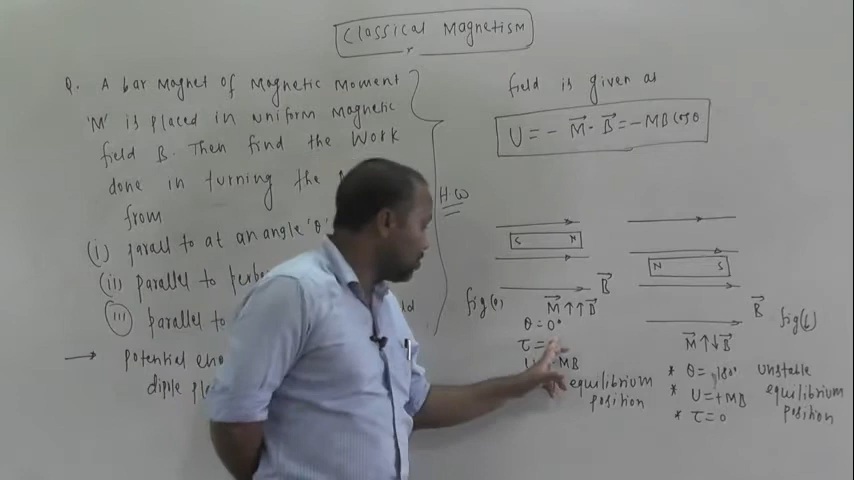 Classical Magnetism
Q. A bar Magnet of Magnetic Moment
'M' is placed in uniform Magnetic
field B. Then find the Work
done in turning the
from
(i) parall to at an angle 'θ'
(ii) parallel to
(iii) parallel to
→ potential
H.W
field is given as
U = - M⃗ · B⃗ = - MB cosθ
S N
B⃗
fig(a)
M⃗ ↑↑ B⃗
θ = 0°
τ =
MB
equilibrium
position
N S
B⃗
fig(b)
M⃗ ↑↓ B⃗
* θ = 180° unstable
* U = +MB equilibrium
* τ = 0 position